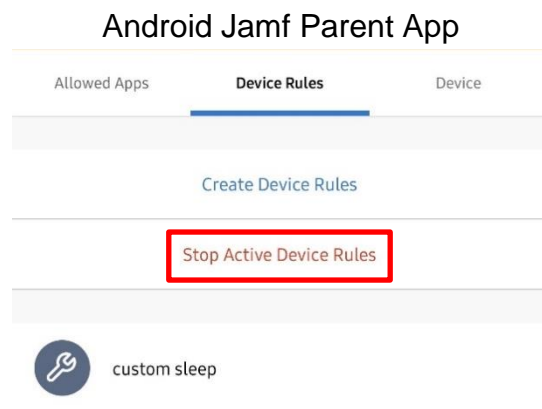 Android Jamf Parent App
Allowed Apps Device Rules Device
Create Device Rules
Stop Active Device Rules
custom sleep